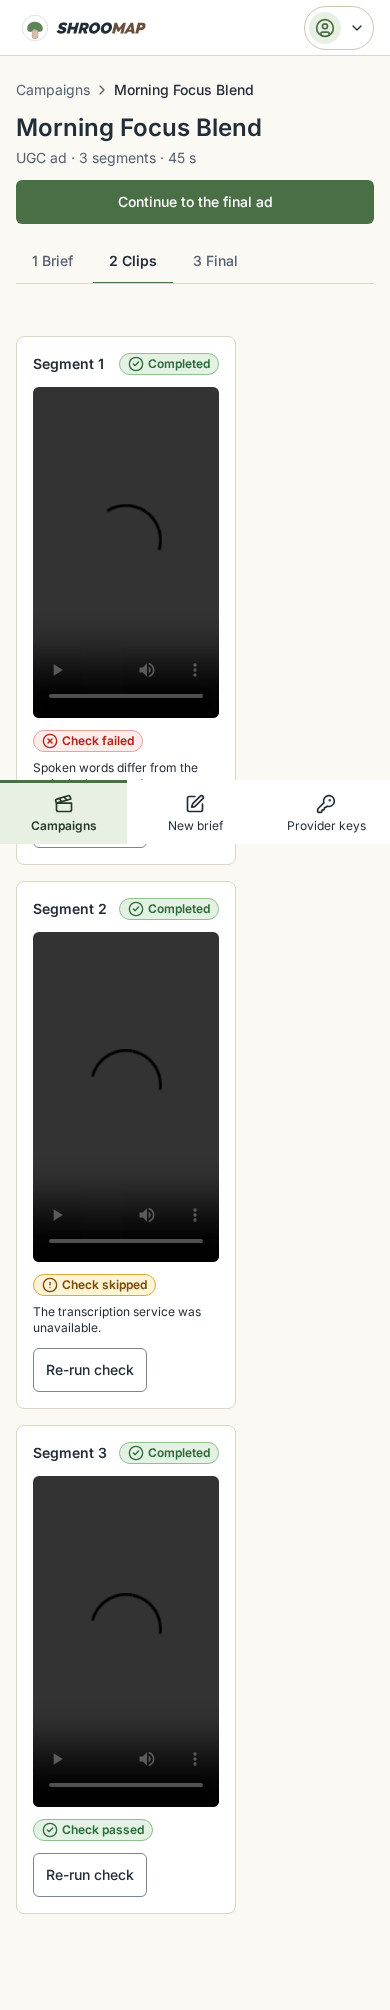 SHROOMAP
Campaigns > Morning Focus Blend
Morning Focus Blend
UGC ad · 3 segments · 45 s
Continue to the final ad
1 Brief 2 Clips 3 Final
Segment 1 Completed
Check failed
Spoken words differ from the
Campaigns New brief Provider keys
Segment 2 Completed
Check skipped
The transcription service was
unavailable.
Re-run check
Segment 3 Completed
Check passed
Re-run check